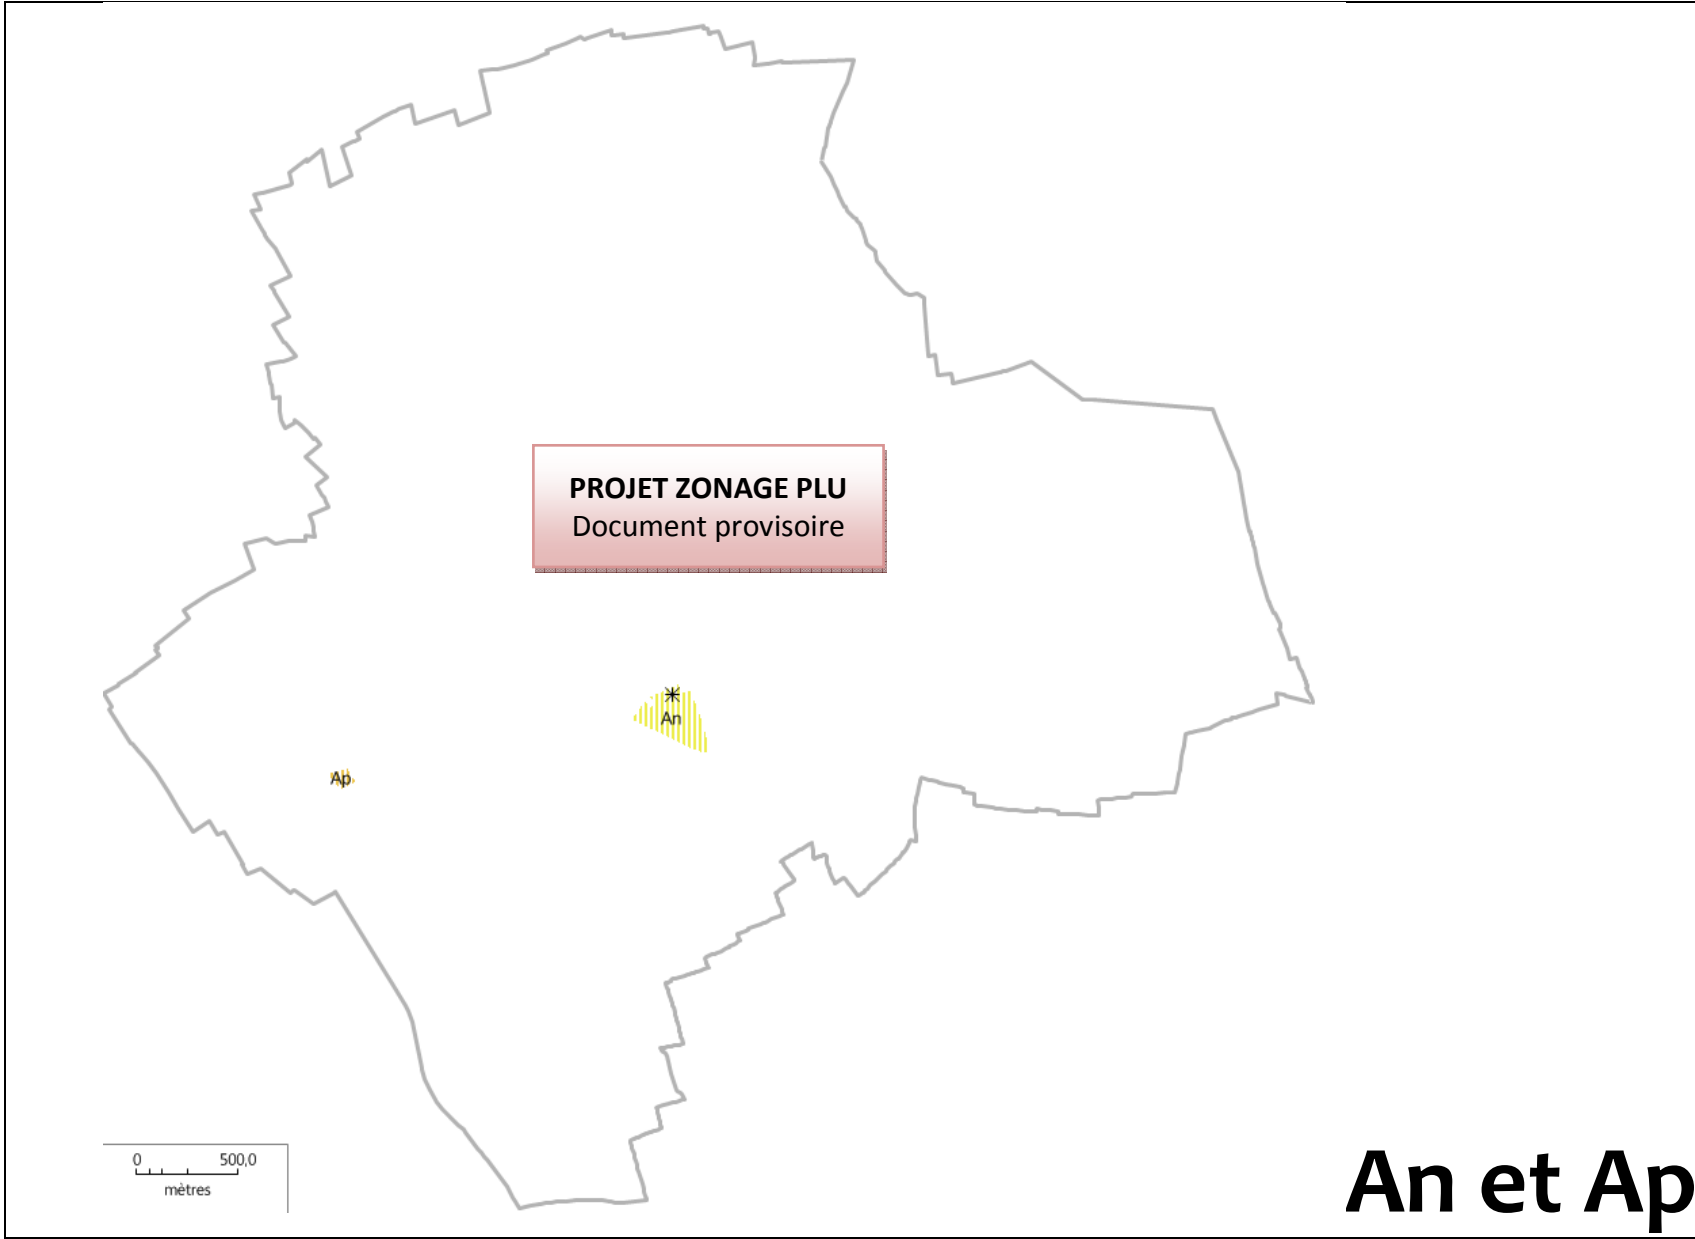 PROJET ZONAGE PLU
Document provisoire
An
Ap
0 500,0
mètres
An et Ap